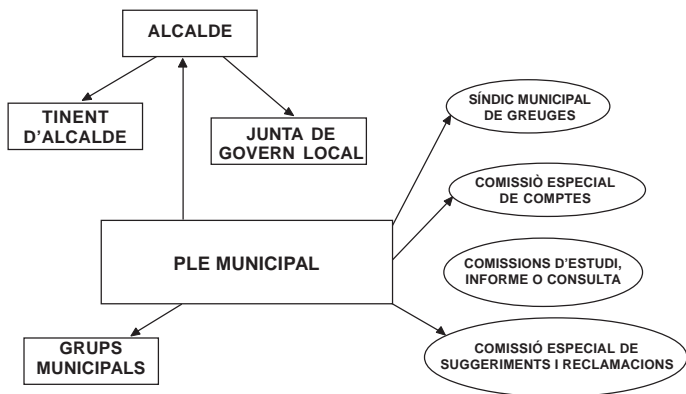 ALCALDE
TINENT
D'ALCALDE
JUNTA DE
GOVERN LOCAL
SÍNDIC MUNICIPAL
DE GREUGES
COMISSIÒ ESPECIAL
DE COMPTES
PLE MUNICIPAL
COMISSIONS D'ESTUDI,
INFORME O CONSULTA
GRUPS
MUNICIPALS
COMISSIÓ ESPECIAL DE
SUGGERIMENTS I RECLAMACIONS